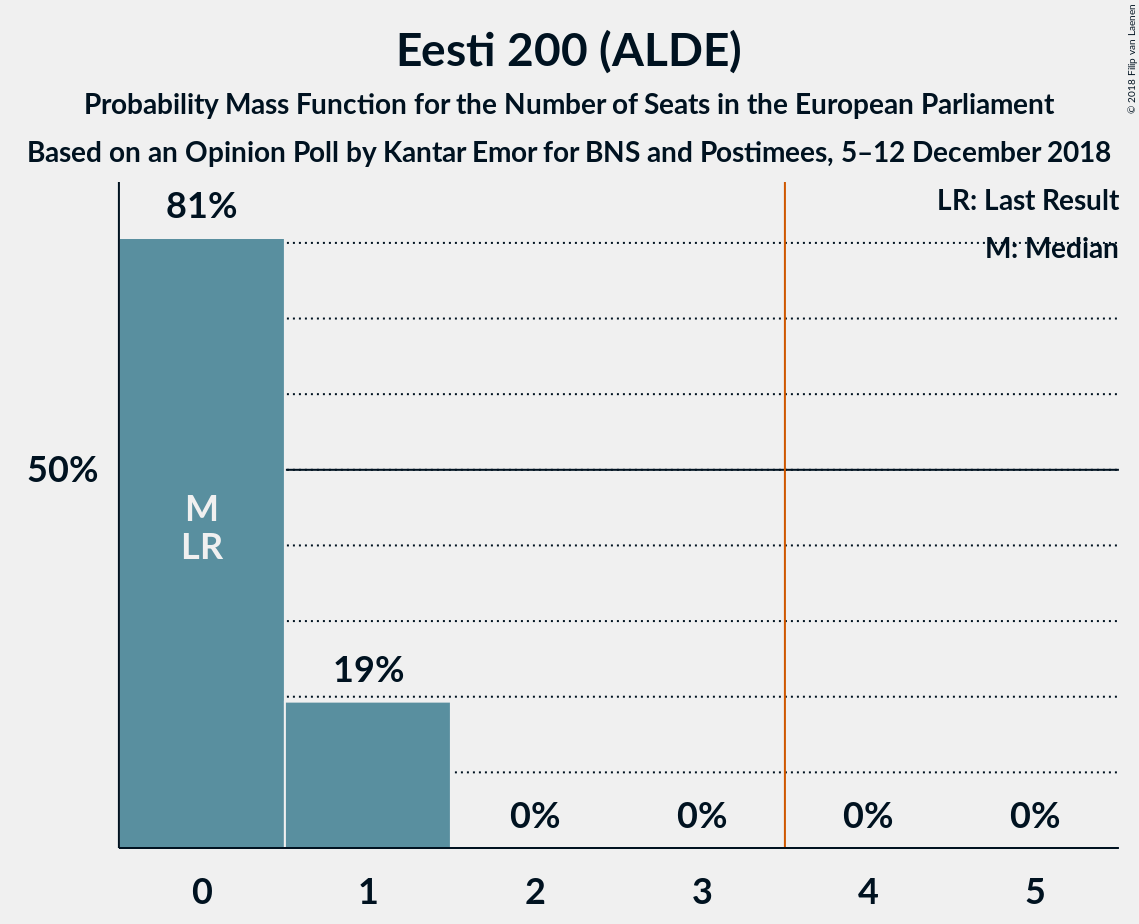 Eesti 200 (ALDE)
Probability Mass Function for the Number of Seats in the European Parliament
Based on an Opinion Poll by Kantar Emor for BNS and Postimees, 5–12 December 2018
© 2018 Filip van Laenen
LR: Last Result
M: Median
81%
50%
M
LR
19%
0% 0% 0% 0%
0 1 2 3 4 5